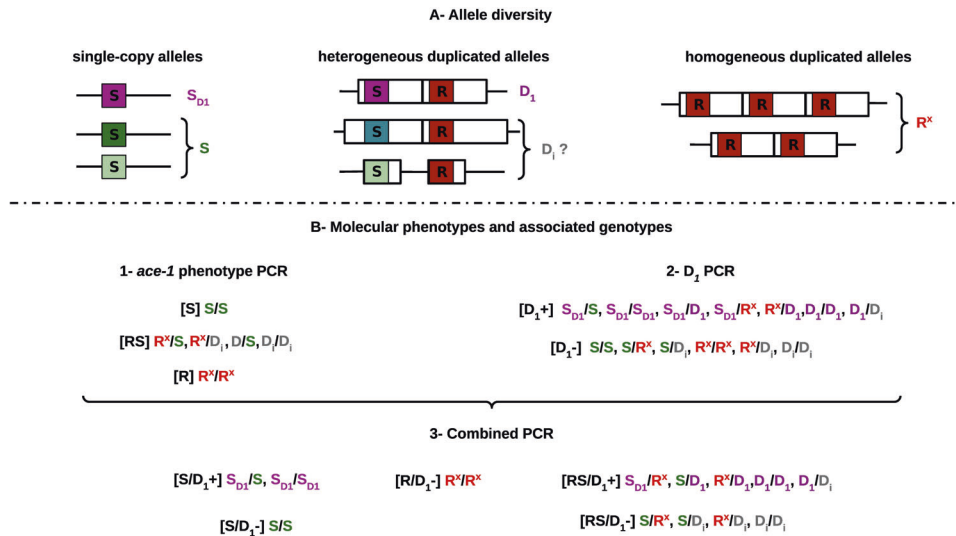 A- Allele diversity
single-copy alleles
heterogeneous duplicated alleles
homogeneous duplicated alleles
S S_D1
S
S
S
S R D_1
S R
S R
D_i ?
R R R
R R
R^x
B- Molecular phenotypes and associated genotypes
1- ace-1 phenotype PCR
[S] S/S
[RS] R^x/S, R^x/D_i, D/S, D_i/D_i
[R] R^x/R^x
2- D_1 PCR
[D_1+] S_D1/S, S_D1/S_D1, S_D1/D_1, S_D1/R^x, R^x/D_1,D_1/D_1, D_1/D_i
[D_1-] S/S, S/R^x, S/D_i, R^x/R^x, R^x/D_i, D_i/D_i
3- Combined PCR
[S/D_1+] S_D1/S, S_D1/S_D1
[S/D_1-] S/S
[R/D_1-] R^x/R^x
[RS/D_1+] S_D1/R^x, S/D_1, R^x/D_1,D_1/D_1, D_1/D_i
[RS/D_1-] S/R^x, S/D_i, R^x/D_i, D_i/D_i